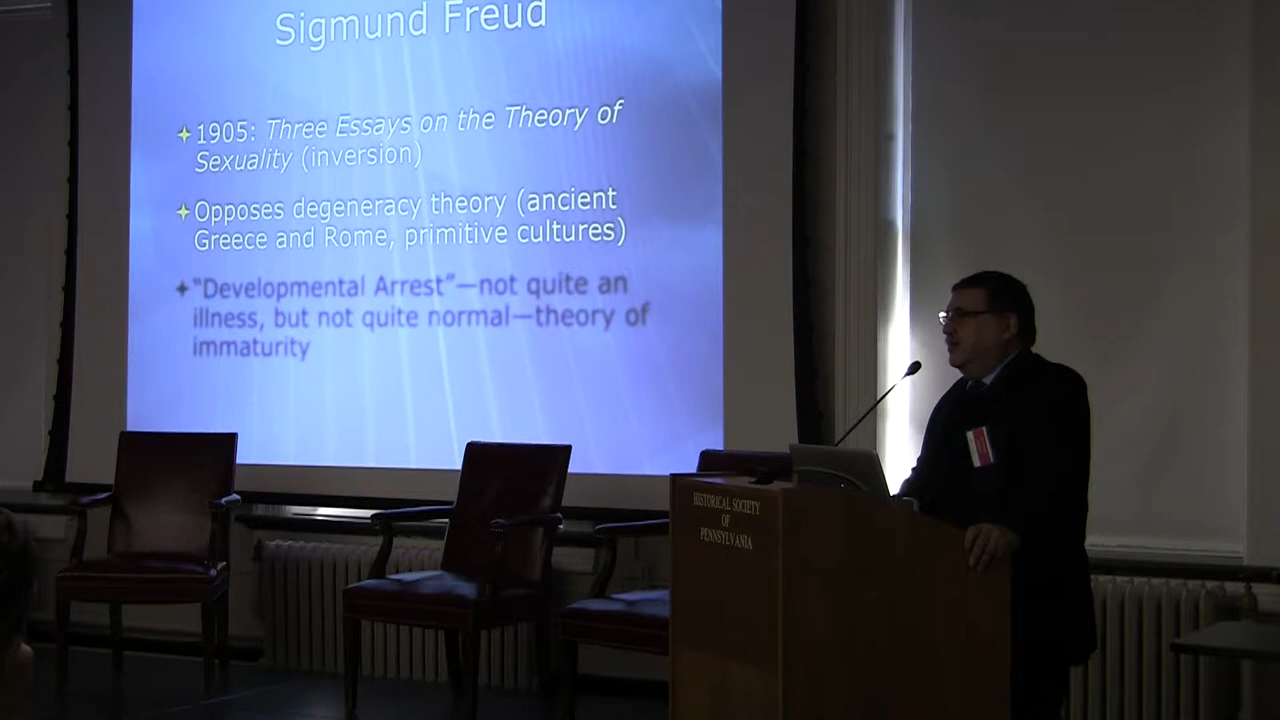 Sigmund Freud
1905: Three Essays on the Theory of
Sexuality (inversion)
Opposes degeneracy theory (ancient
Greece and Rome, primitive cultures)
"Developmental Arrest"—not quite an
illness, but not quite normal—theory of
immaturity
HISTORICAL SOCIETY
OF
PENNSYLVANIA